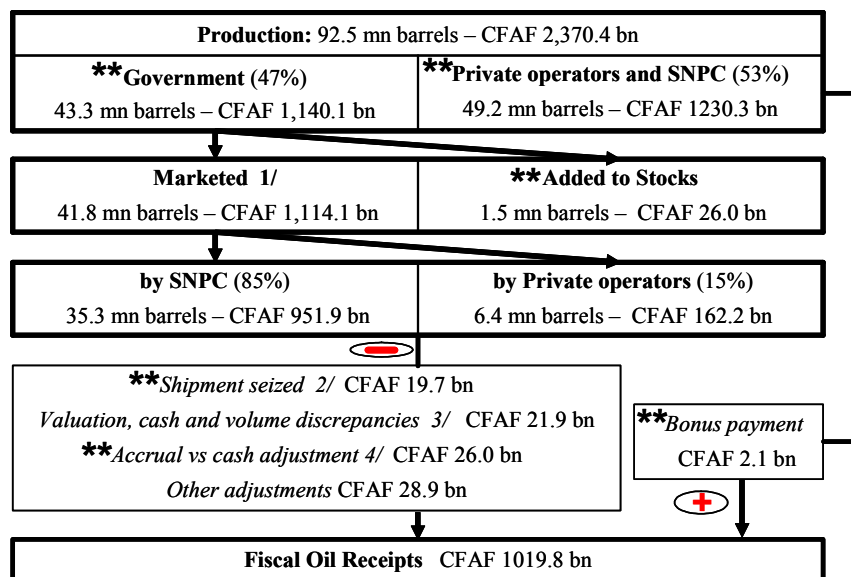 Production: 92.5 mn barrels – CFAF 2,370.4 bn
**Government (47%)
43.3 mn barrels – CFAF 1,140.1 bn
**Private operators and SNPC (53%)
49.2 mn barrels – CFAF 1230.3 bn
Marketed 1/
41.8 mn barrels – CFAF 1,114.1 bn
**Added to Stocks
1.5 mn barrels – CFAF 26.0 bn
by SNPC (85%)
35.3 mn barrels – CFAF 951.9 bn
by Private operators (15%)
6.4 mn barrels – CFAF 162.2 bn
**Shipment seized 2/ CFAF 19.7 bn
Valuation, cash and volume discrepancies 3/ CFAF 21.9 bn
**Accrual vs cash adjustment 4/ CFAF 26.0 bn
Other adjustments CFAF 28.9 bn
**Bonus payment
CFAF 2.1 bn
Fiscal Oil Receipts CFAF 1019.8 bn